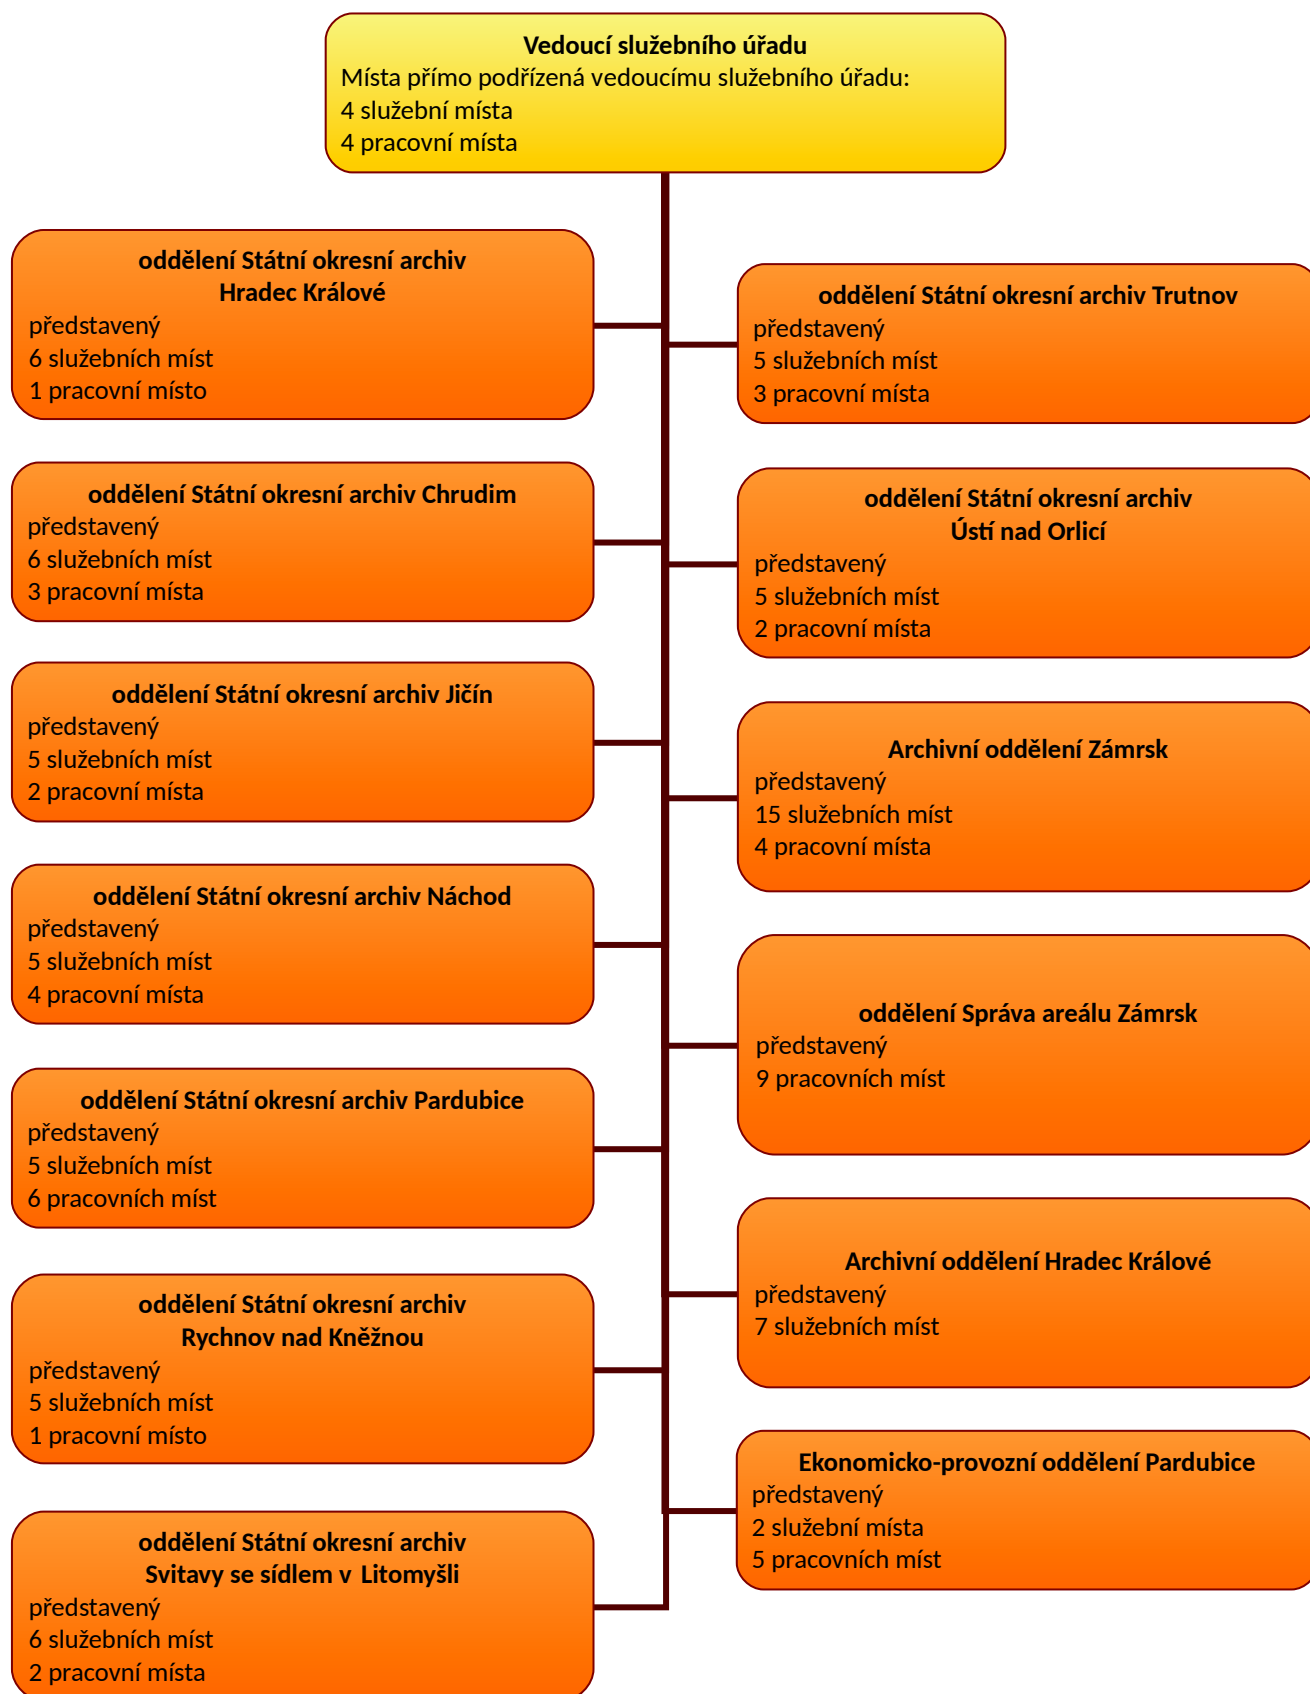 Vedoucí služebního úřadu
Místa přímo podřízená vedoucímu služebního úřadu:
4 služební místa
4 pracovní místa
oddělení Státní okresní archiv
Hradec Králové
představený
6 služebních míst
1 pracovní místo
oddělení Státní okresní archiv Chrudim
představený
6 služebních míst
3 pracovní místa
oddělení Státní okresní archiv Jičín
představený
5 služebních míst
2 pracovní místa
oddělení Státní okresní archiv Náchod
představený
5 služebních míst
4 pracovní místa
oddělení Státní okresní archiv Pardubice
představený
5 služebních míst
6 pracovních míst
oddělení Státní okresní archiv
Rychnov nad Kněžnou
představený
5 služebních míst
1 pracovní místo
oddělení Státní okresní archiv
Svitavy se sídlem v Litomyšli
představený
6 služebních míst
2 pracovní místa
oddělení Státní okresní archiv Trutnov
představený
5 služebních míst
3 pracovní místa
oddělení Státní okresní archiv
Ústí nad Orlicí
představený
5 služebních míst
2 pracovní místa
Archivní oddělení Zámrsk
představený
15 služebních míst
4 pracovní místa
oddělení Správa areálu Zámrsk
představený
9 pracovních míst
Archivní oddělení Hradec Králové
představený
7 služebních míst
Ekonomicko-provozní oddělení Pardubice
představený
2 služební místa
5 pracovních míst